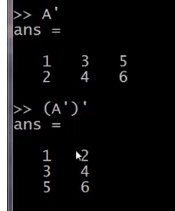 >> A'
ans =
1 3 5
2 4 6
>> (A')'
ans =
1 2
3 4
5 6